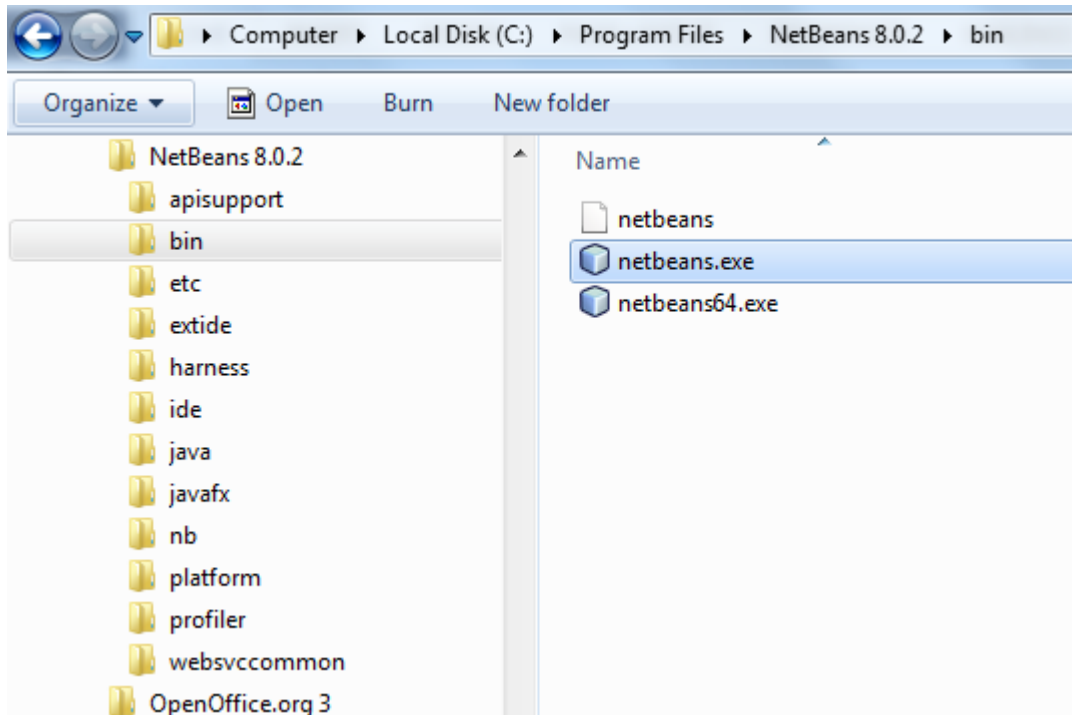 Computer Local Disk (C:) Program Files NetBeans 8.0.2 bin
Organize Open Burn New folder
NetBeans 8.0.2
apisupport
bin
etc
extide
harness
ide
java
javafx
nb
platform
profiler
websvccommon
OpenOffice.org 3
Name
netbeans
netbeans.exe
netbeans64.exe